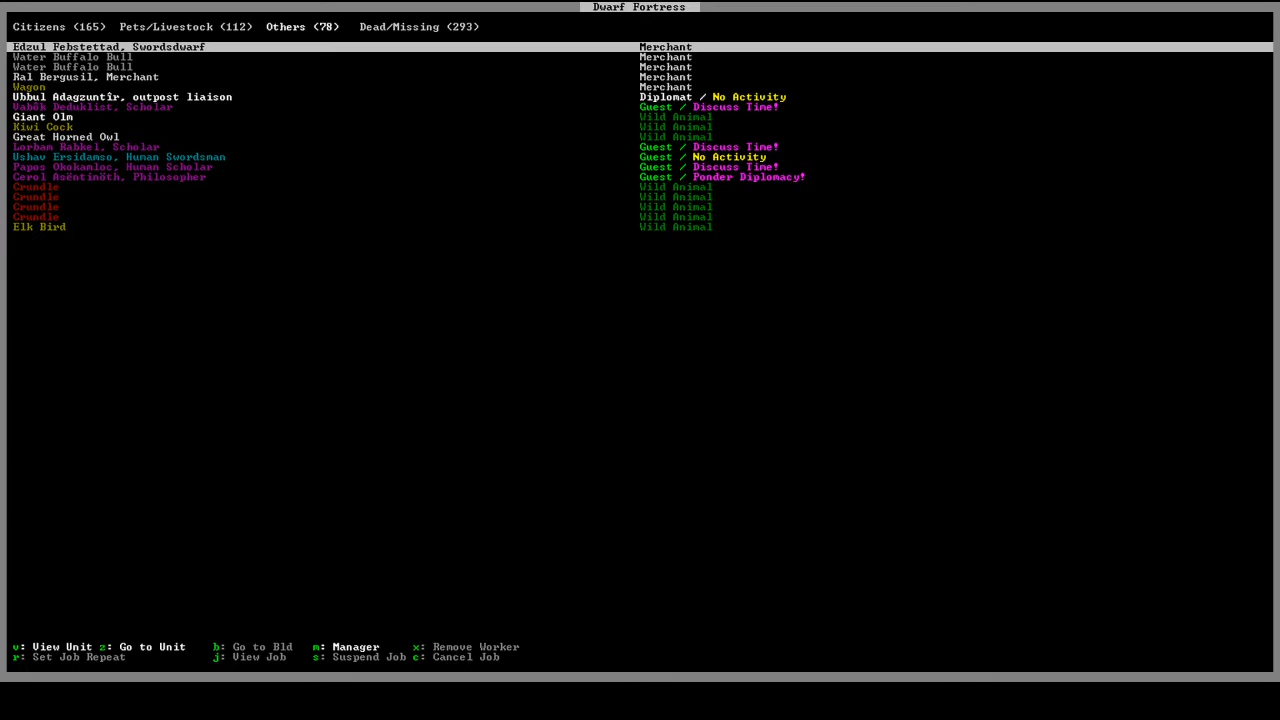 Dwarf Fortress
Citizens (165) Pets/Livestock (112) Others (78) Dead/Missing (293)
Edzul Febstettad, Swordsdwarf Merchant
Water Buffalo Bull Merchant
Water Buffalo Bull Merchant
Ral Bergusil, Merchant Merchant
Wagon Merchant
Ubbul Adagzuntîr, outpost liaison Diplomat / No Activity
Vabôk Deduklist, Scholar Guest / Discuss Time!
Giant Olm Wild Animal
Kiwi Cock Wild Animal
Great Horned Owl Wild Animal
Lorbam Rabkel, Scholar Guest / Discuss Time!
Ushav Ersidamso, Human Swordsman Guest / No Activity
Papos Okokamloc, Human Scholar Guest / Discuss Time!
Cerol Asëntinöth, Philosopher Guest / Ponder Diplomacy!
Crundle Wild Animal
Crundle Wild Animal
Crundle Wild Animal
Crundle Wild Animal
Elk Bird Wild Animal
v: View Unit z: Go to Unit b: Go to Bld m: Manager x: Remove Worker
r: Set Job Repeat j: View Job s: Suspend Job c: Cancel Job